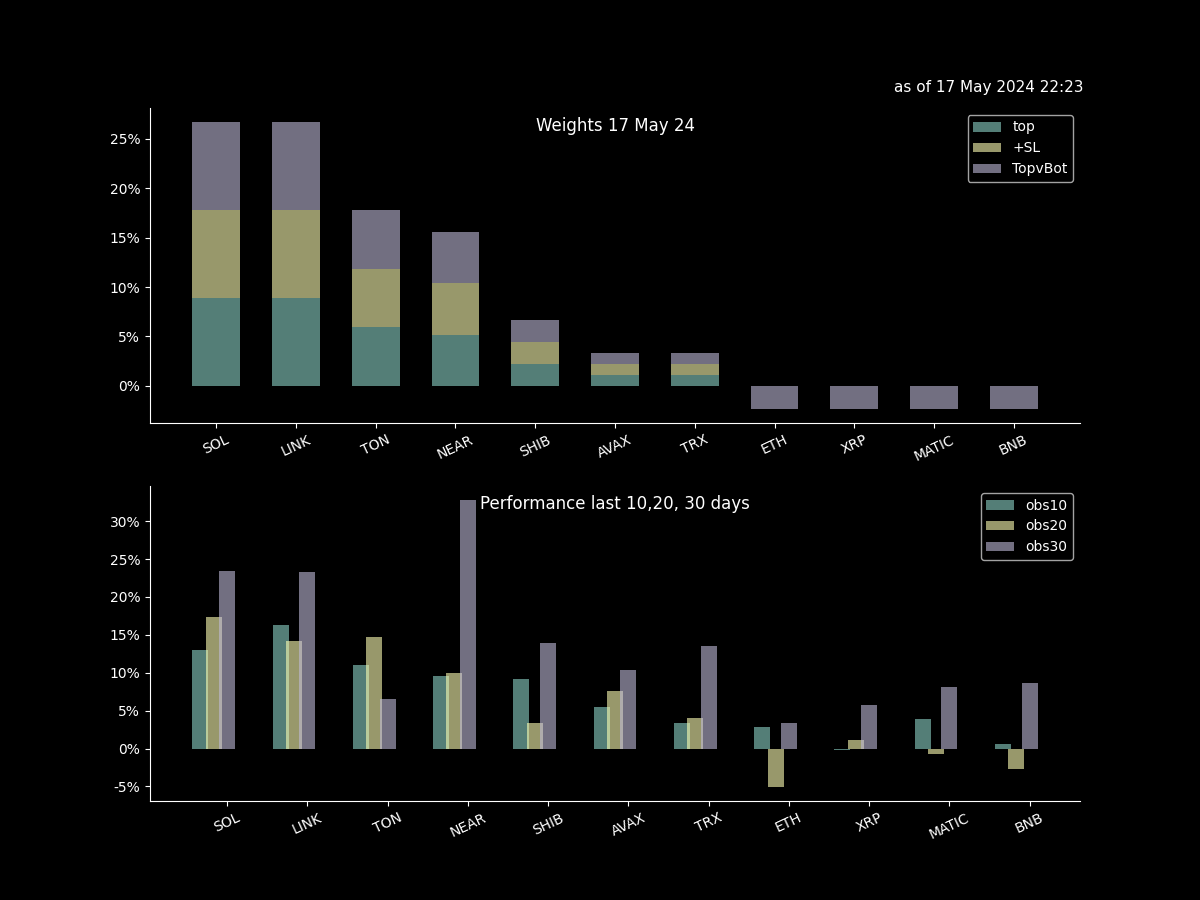 as of 17 May 2024 22:23
Weights 17 May 24
top
+SL
TopvBot
25%
20%
15%
10%
5%
0%
SOL LINK TON NEAR SHIB AVAX TRX ETH XRP MATIC BNB
Performance last 10,20, 30 days
obs10
obs20
obs30
30%
25%
20%
15%
10%
5%
0%
-5%
SOL LINK TON NEAR SHIB AVAX TRX ETH XRP MATIC BNB